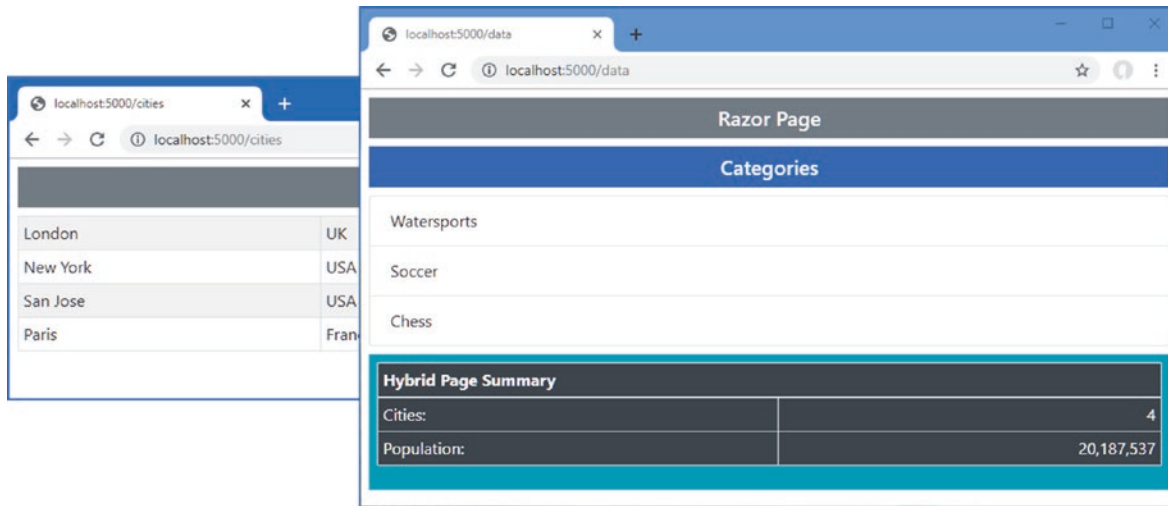 localhost:5000/cities
localhost:5000/cities
London UK
New York USA
San Jose USA
Paris
localhost:5000/data
localhost:5000/data
Razor Page
Categories
Watersports
Soccer
Chess
Hybrid Page Summary
Cities: 4
Population: 20,187,537